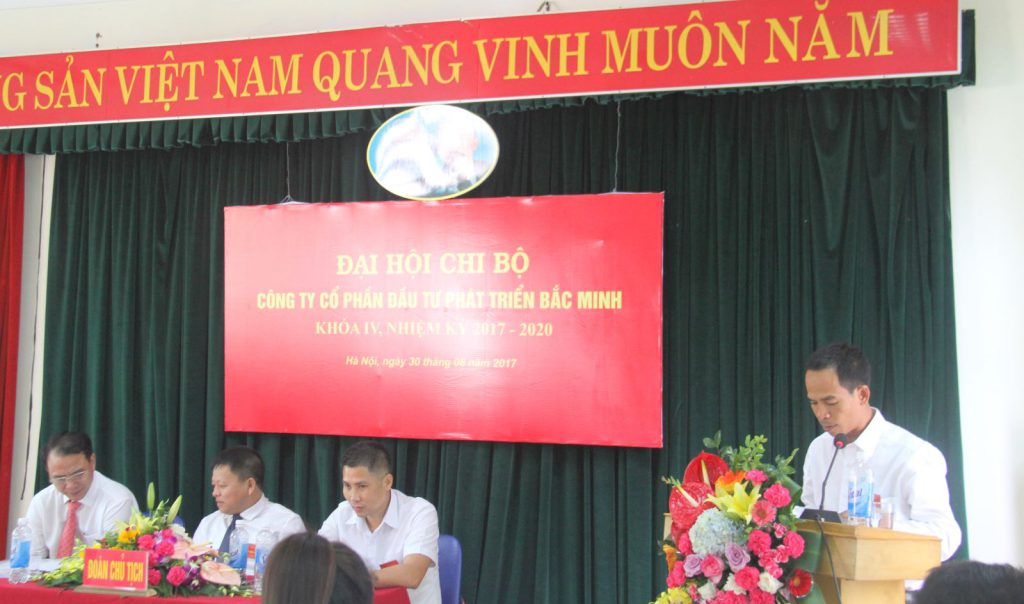 NG SẢN VIỆT NAM QUANG VINH MUÔN NĂM
ĐẠI HỘI CHI BỘ
CÔNG TY CỔ PHẦN ĐẦU TƯ PHÁT TRIỂN BẮC MINH
KHÓA IV, NHIỆM KỲ 2017 - 2020
Hà Nội, ngày 30 tháng 06 năm 2017
ĐOÀN CHỦ TỊCH